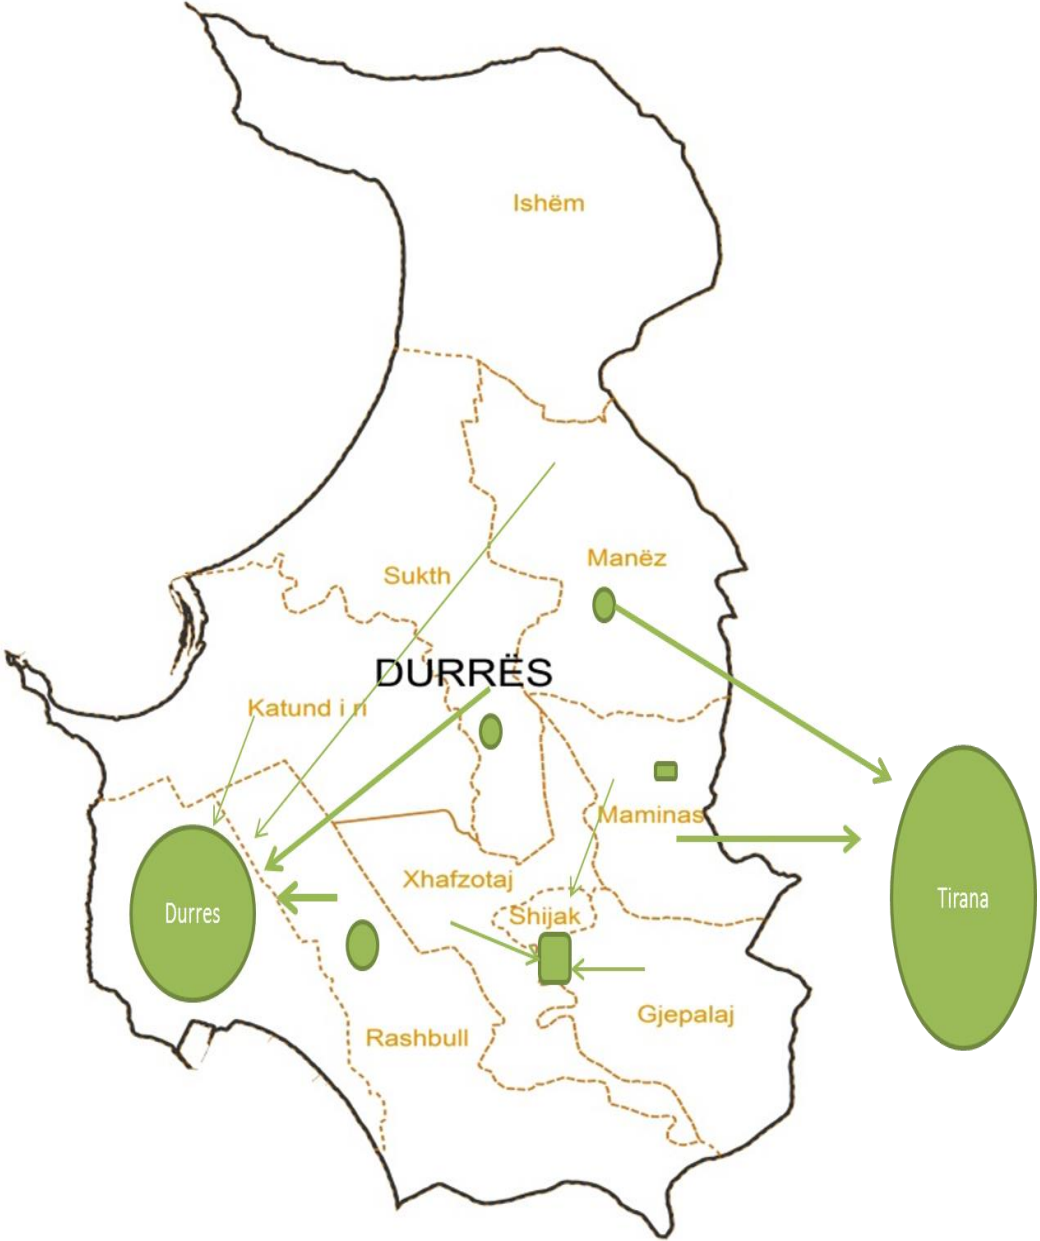 Ishëm
Manëz
Sukth
DURRËS
Katund i ri
Maminas
Xhafzotaj
Shijak
Durres
Tirana
Gjepalaj
Rashbull